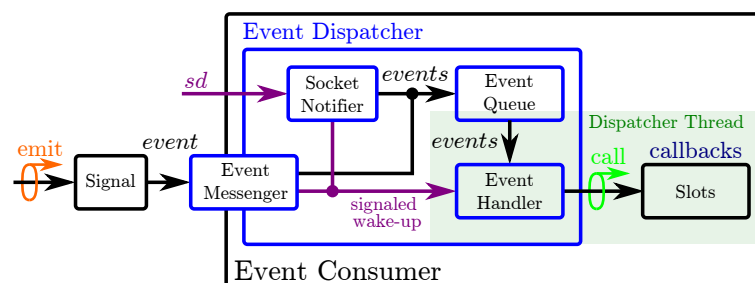 Event Dispatcher
sd
Socket
Notifier
events
Event
Queue
Dispatcher Thread
emit
event
events
call
callbacks
Signal
Event
Messenger
Event
Handler
Slots
signaled
wake-up
Event Consumer